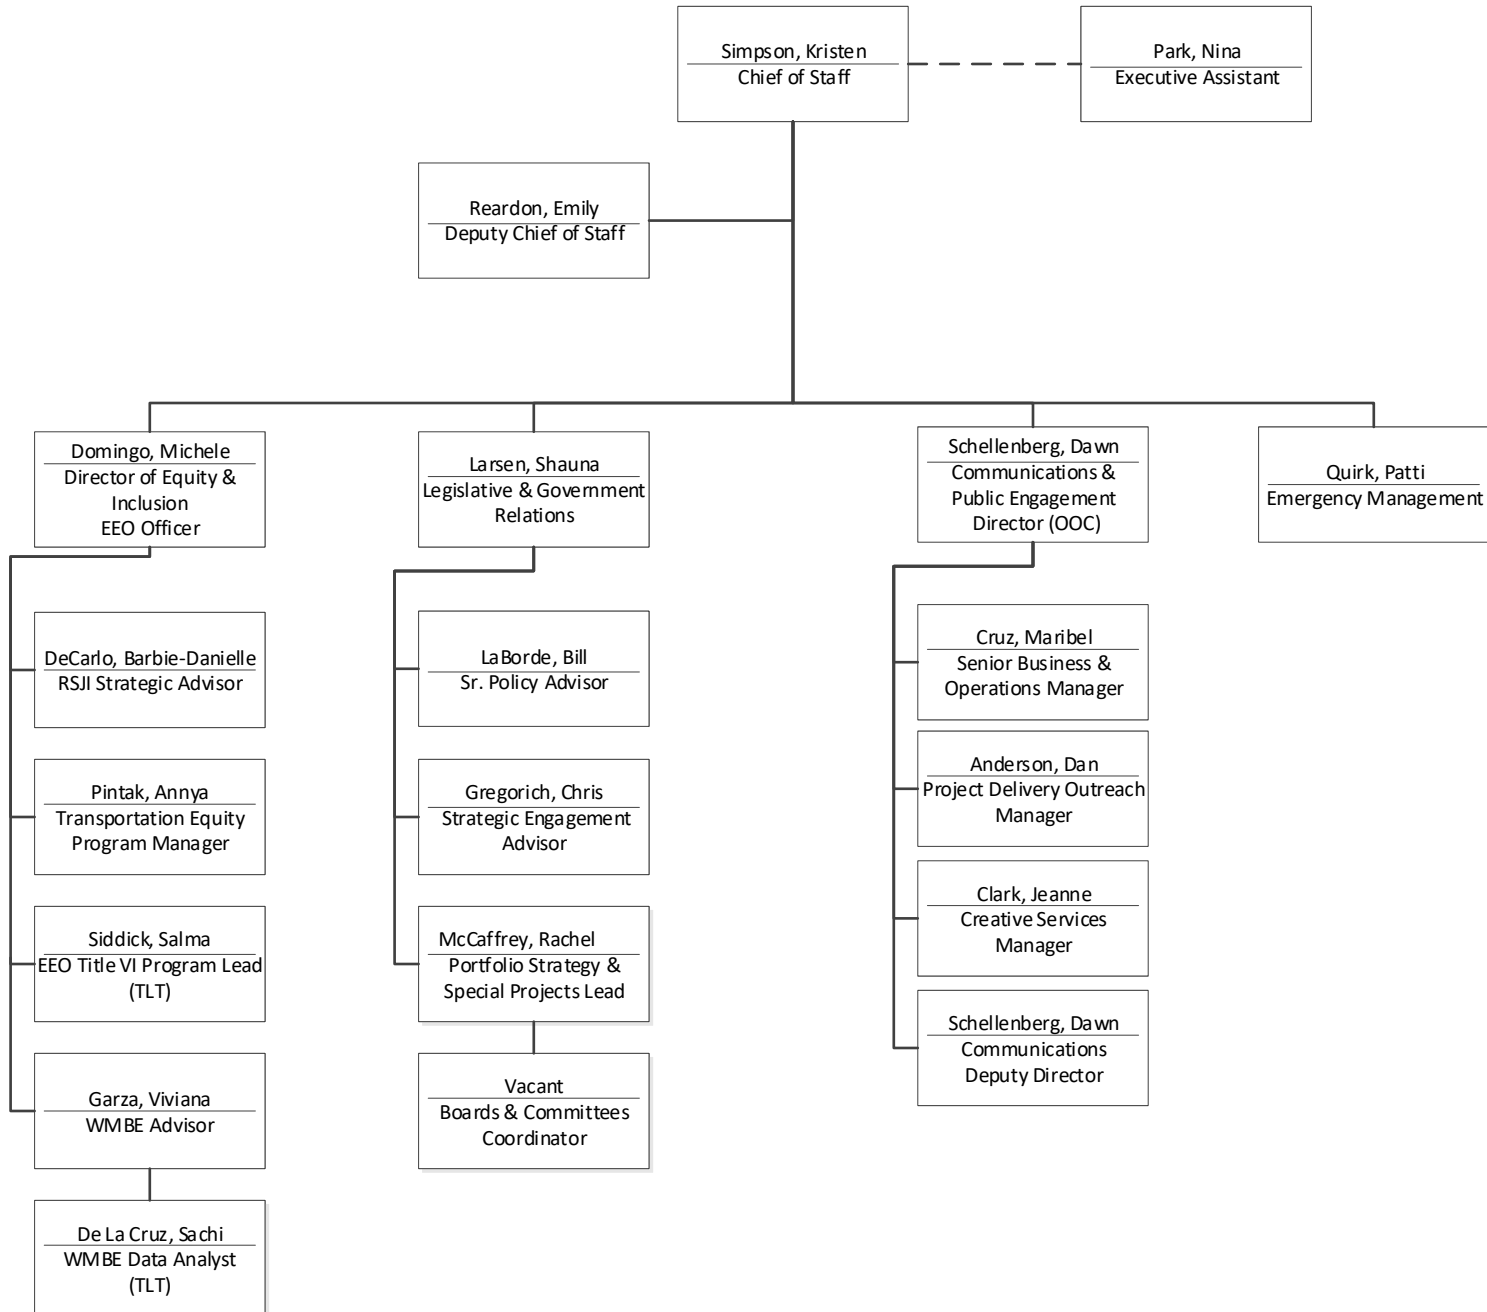 Simpson, Kristen
Chief of Staff
Park, Nina
Executive Assistant
Reardon, Emily
Deputy Chief of Staff
Domingo, Michele
Director of Equity &
Inclusion
EEO Officer
Larsen, Shauna
Legislative & Government
Relations
Schellenberg, Dawn
Communications &
Public Engagement
Director (OOC)
Quirk, Patti
Emergency Management
DeCarlo, Barbie-Danielle
RSJI Strategic Advisor
Pintak, Annya
Transportation Equity
Program Manager
Siddick, Salma
EEO Title VI Program Lead
(TLT)
Garza, Viviana
WMBE Advisor
De La Cruz, Sachi
WMBE Data Analyst
(TLT)
LaBorde, Bill
Sr. Policy Advisor
Gregorich, Chris
Strategic Engagement
Advisor
McCaffrey, Rachel
Portfolio Strategy &
Special Projects Lead
Vacant
Boards & Committees
Coordinator
Cruz, Maribel
Senior Business &
Operations Manager
Anderson, Dan
Project Delivery Outreach
Manager
Clark, Jeanne
Creative Services
Manager
Schellenberg, Dawn
Communications
Deputy Director